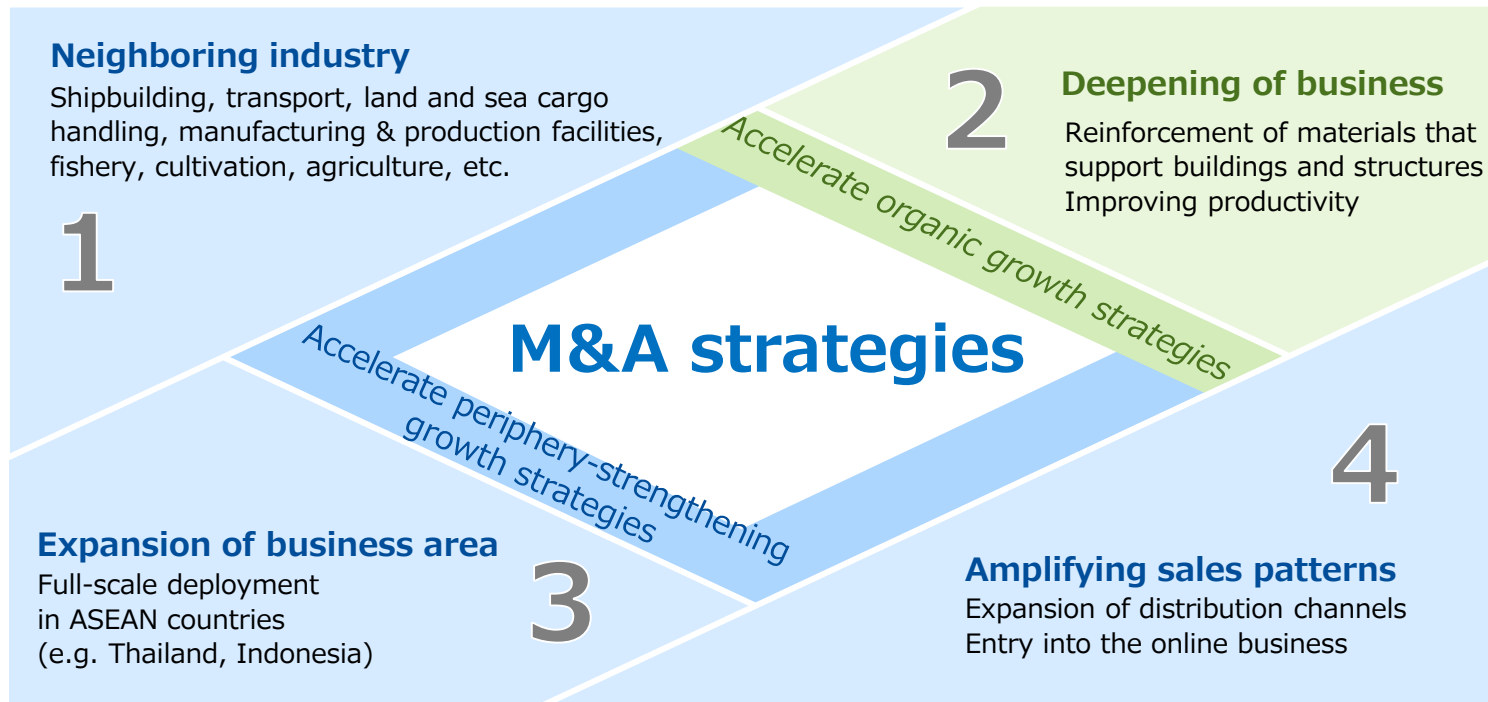 Neighboring industry
Shipbuilding, transport, land and sea cargo
handling, manufacturing & production facilities,
fishery, cultivation, agriculture, etc.
1
2
Deepening of business
Reinforcement of materials that
support buildings and structures
Improving productivity
Accelerate organic growth strategies
M&A strategies
Accelerate periphery-strengthening
growth strategies
Expansion of business area
Full-scale deployment
in ASEAN countries
(e.g. Thailand, Indonesia)
3
4
Amplifying sales patterns
Expansion of distribution channels
Entry into the online business